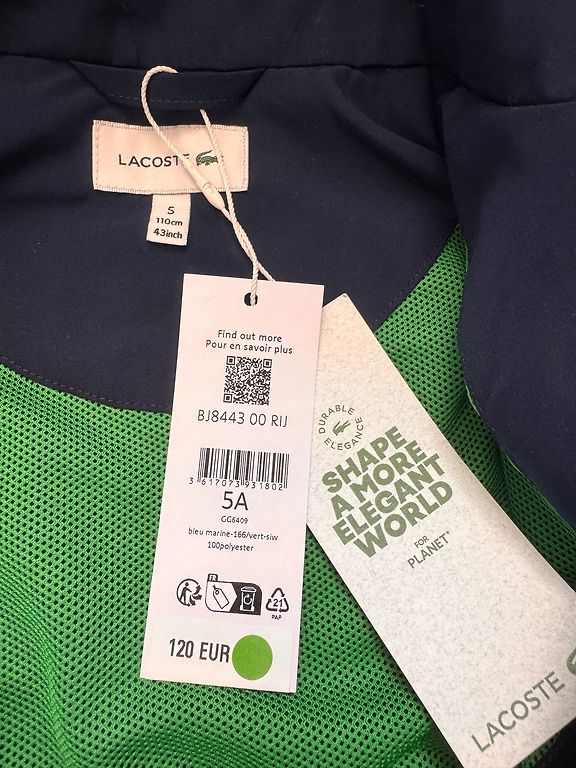 LACOSTE
5
110cm
43inch
Find out more
Pour en savoir plus
BJ8443 00 RIJ
3 617073 931802
5A
GG6409
bleu marine-166/vert-siw
100polyester
FR
21
PAP
120 EUR
DURABLE
ELEGANCE
SHAPE
A MORE
ELEGANT
WORLD
FOR
PLANET*
LACOSTE